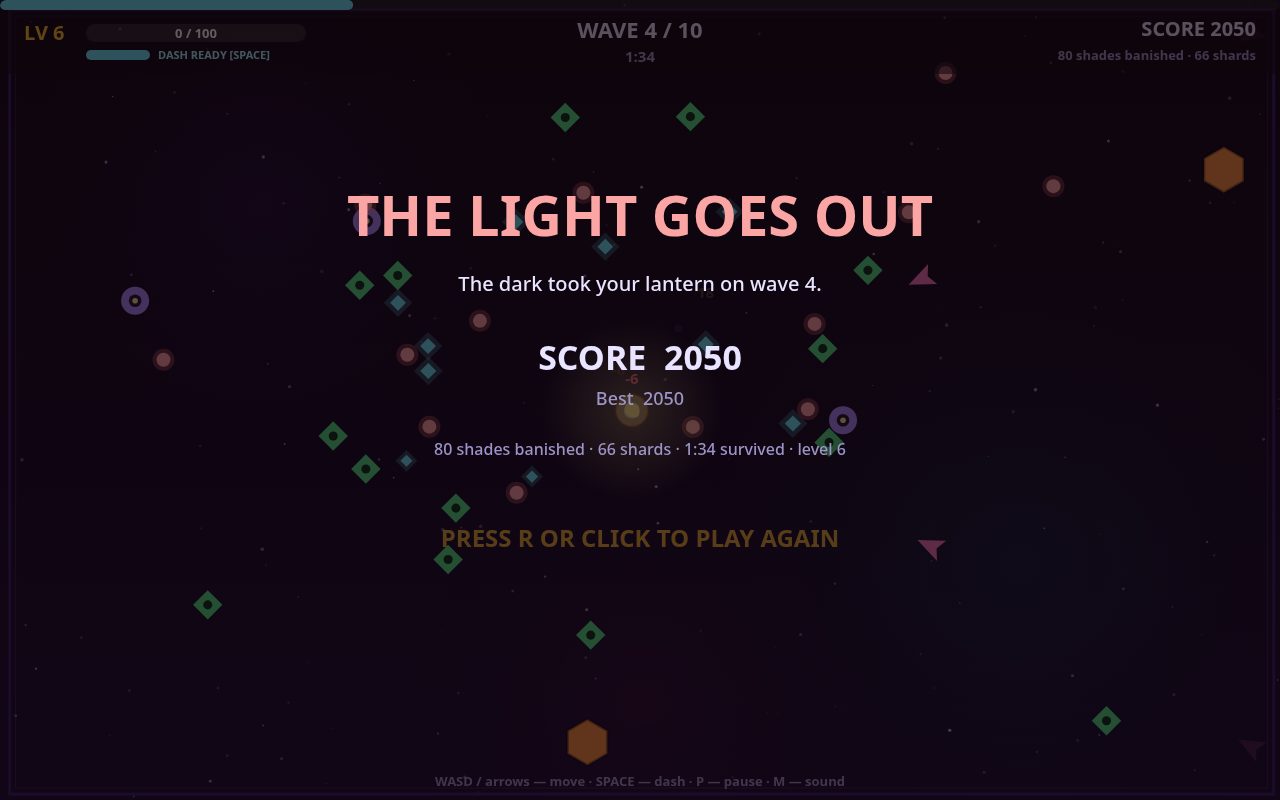 LV 6
0 / 100
DASH READY [SPACE]
WAVE 4 / 10
1:34
SCORE 2050
80 shades banished · 66 shards
THE LIGHT GOES OUT
The dark took your lantern on wave 4.
SCORE 2050
-6
Best 2050
80 shades banished · 66 shards · 1:34 survived · level 6
PRESS R OR CLICK TO PLAY AGAIN
WASD / arrows — move · SPACE — dash · P — pause · M — sound